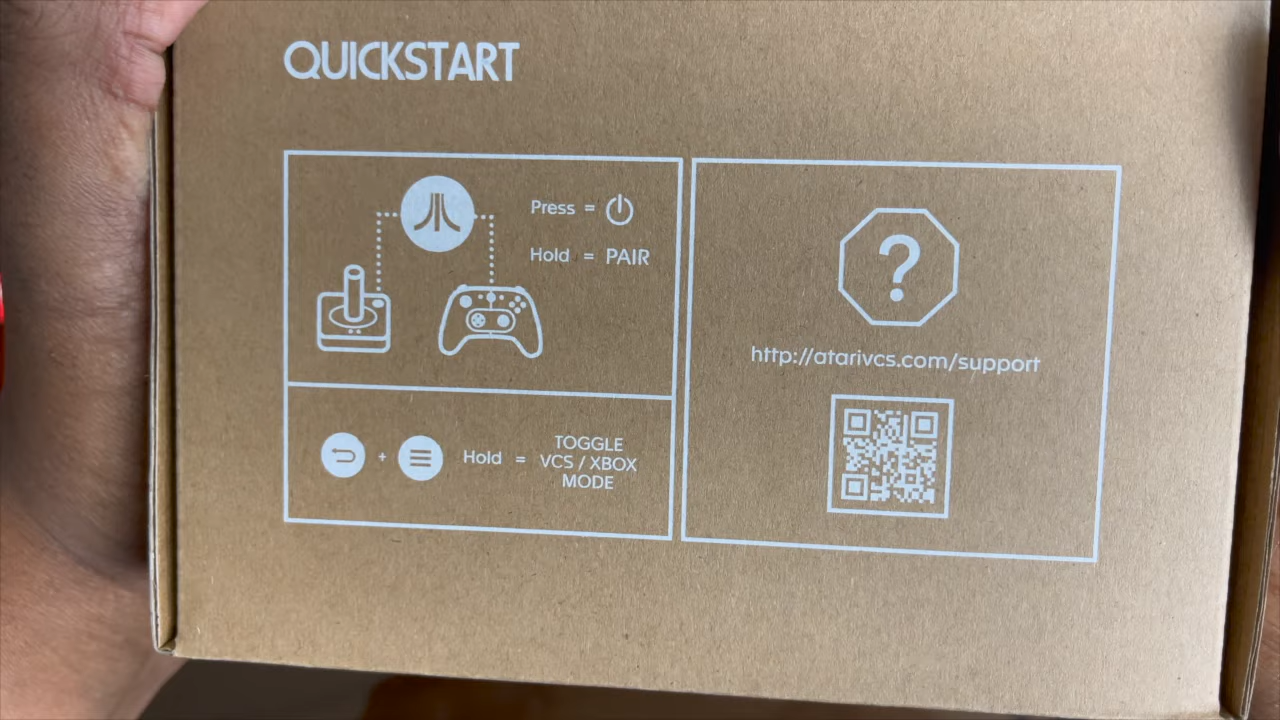 QUICKSTART
Press =
Hold = PAIR
+ Hold = TOGGLE
VCS / XBOX
MODE
?
http://atarivcs.com/support